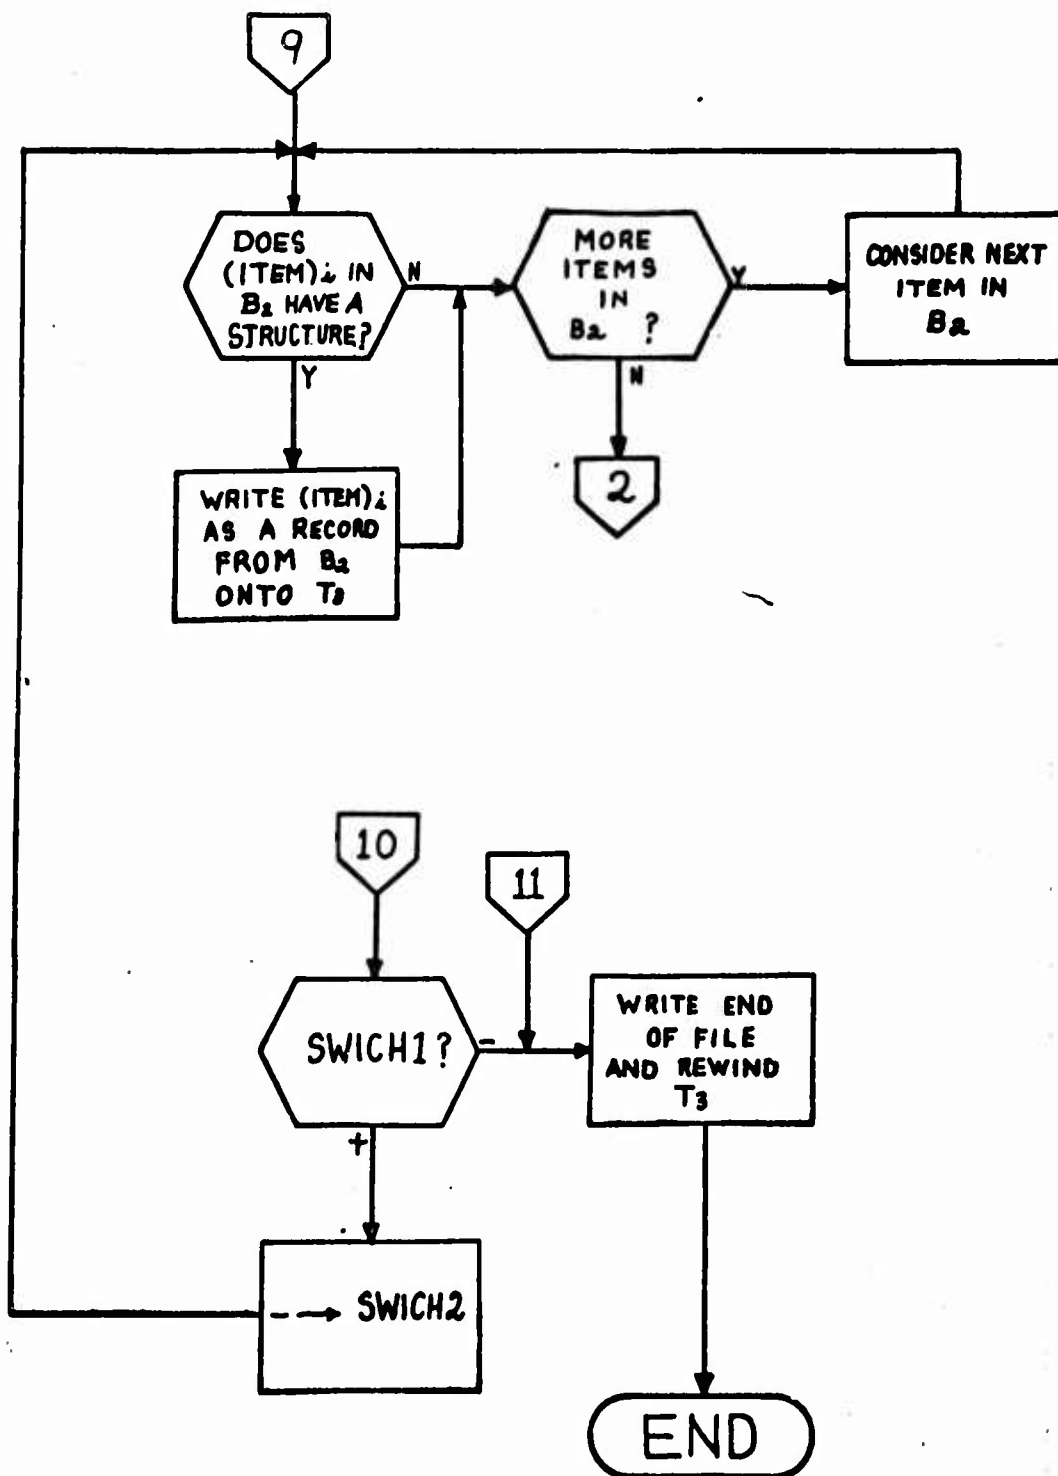 9
DOES
(ITEM)i IN
B2 HAVE A
STRUCTURE?
N
Y
MORE
ITEMS
IN
B2 ?
Y
N
CONSIDER NEXT
ITEM IN
B2
WRITE (ITEM)i
AS A RECORD
FROM B2
ONTO T3
2
10
11
SWICH1?
-
+
WRITE END
OF FILE
AND REWIND
T3
- → SWICH2
END